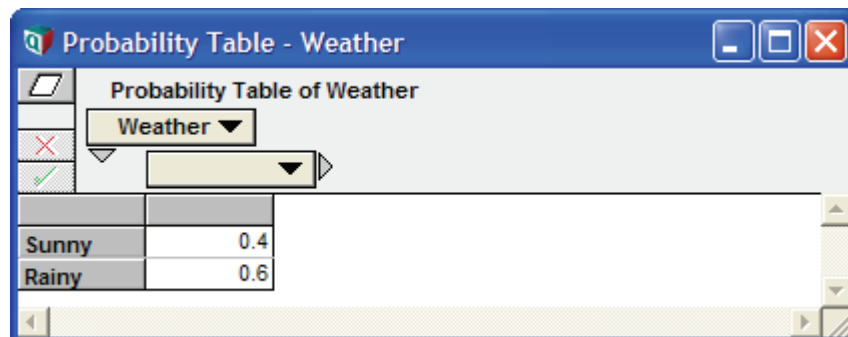 Probability Table - Weather
Probability Table of Weather
Weather
Sunny 0.4
Rainy 0.6